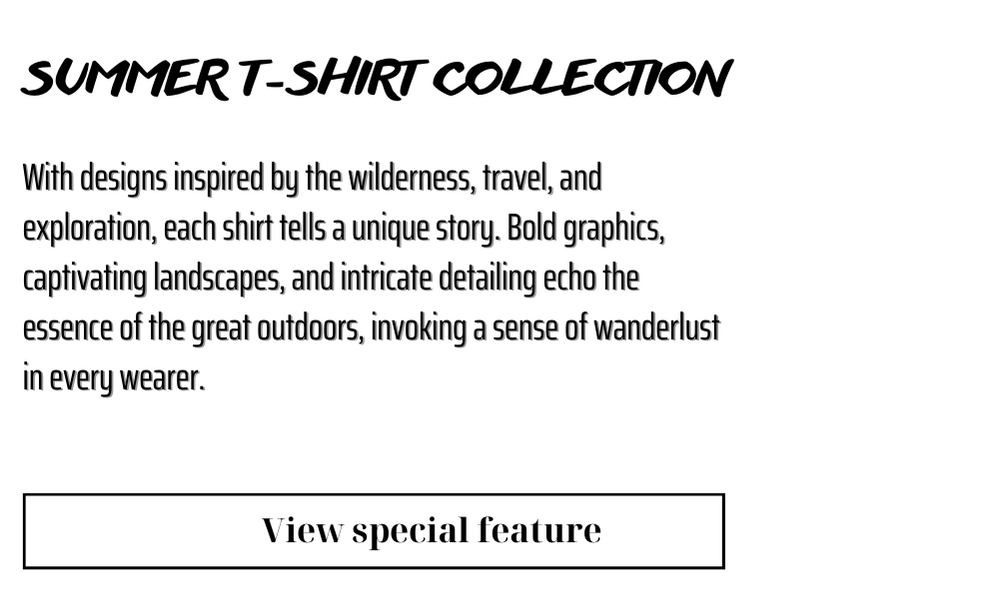 SUMMER T-SHIRT COLLECTION
With designs inspired by the wilderness, travel, and
exploration, each shirt tells a unique story. Bold graphics,
captivating landscapes, and intricate detailing echo the
essence of the great outdoors, invoking a sense of wanderlust
in every wearer.
View special feature